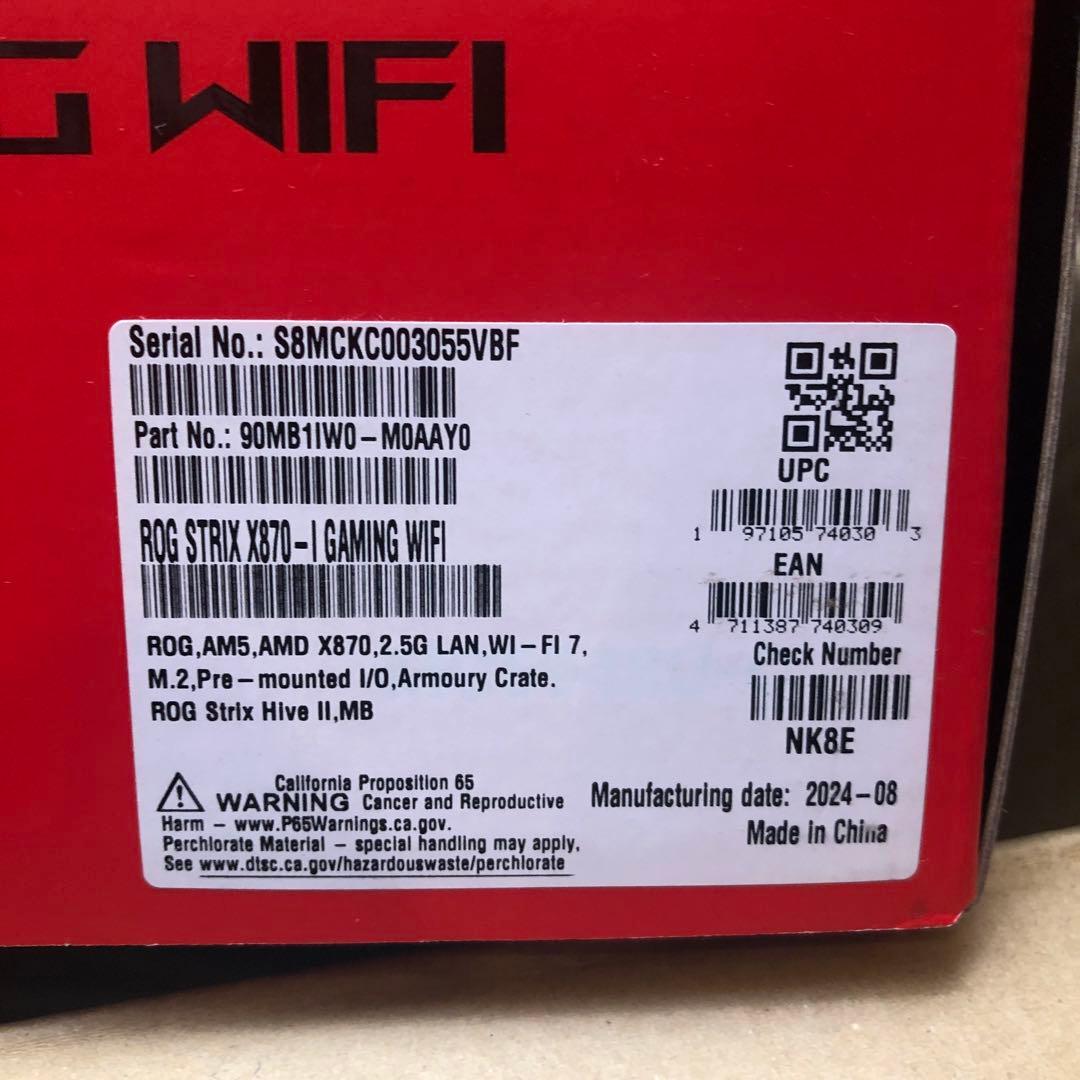 G WIFI
Serial No.: S8MCKC003055VBF
Part No.: 90MB1IW0-M0AAY0
ROG STRIX X870-I GAMING WIFI
ROG,AM5,AMD X870,2.5G LAN,WI-FI 7,
M.2,Pre-mounted I/O,Armoury Crate.
ROG Strix Hive II,MB
California Proposition 65
WARNING Cancer and Reproductive
Harm - www.P65Warnings.ca.gov.
Perchlorate Material - special handling may apply,
See www.dtsc.ca.gov/hazardouswaste/perchlorate
UPC
1 97105 74030 3
EAN
4 711387 740309
Check Number
NK8E
Manufacturing date: 2024-08
Made in China